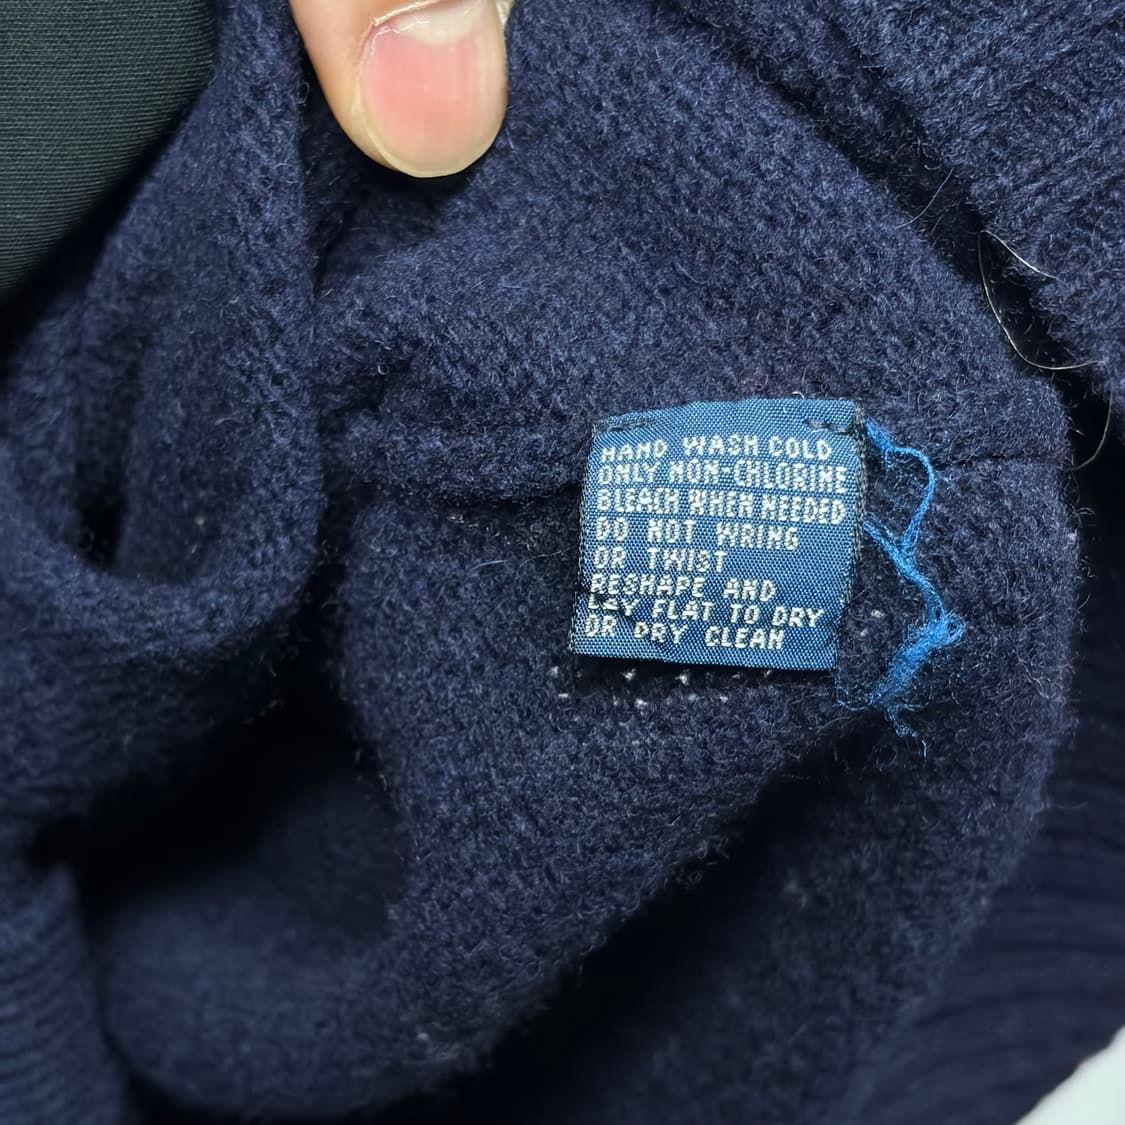 HAND WASH COLD
ONLY NON-CHLORINE
BLEACH WHEN NEEDED
DO NOT WRING
OR TWIST
RESHAPE AND
LAY FLAT TO DRY
OR DRY CLEAN